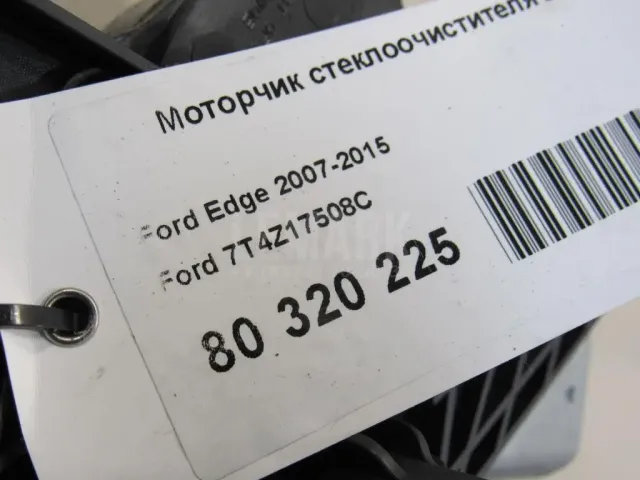 Моторчик стеклоочистителя
Ford Edge 2007-2015
Ford 7T4Z17508C
80 320 225